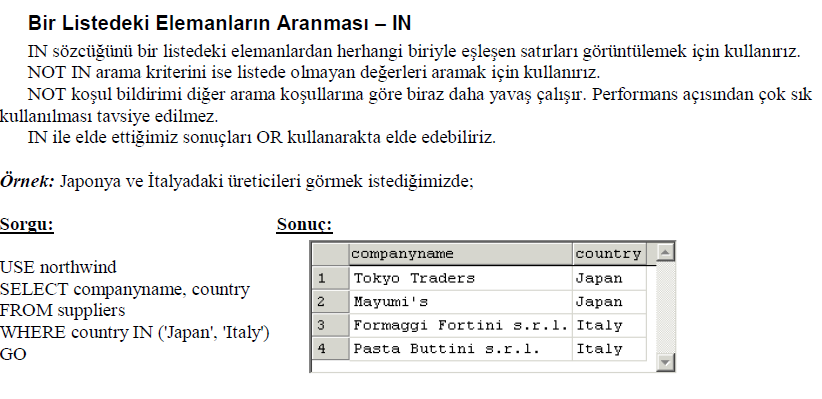 Bir Listedeki Elemanların Aranması – IN
IN sözcüğünü bir listedeki elemanlardan herhangi biriyle eşleşen satırları görüntülemek için kullanırız.
NOT IN arama kriterini ise listede olmayan değerleri aramak için kullanırız.
NOT koşul bildirimi diğer arama koşullarına göre biraz daha yavaş çalışır. Performans açısından çok sık
kullanılması tavsiye edilmez.
IN ile elde ettiğimiz sonuçları OR kullanarakta elde edebiliriz.
Örnek: Japonya ve İtalyadaki üreticileri görmek istediğimizde;
Sorgu:
USE northwind
SELECT companyname, country
FROM suppliers
WHERE country IN ('Japan', 'Italy')
GO
Sonuç:
companyname country
1 Tokyo Traders Japan
2 Mayumi's Japan
3 Formaggi Fortini s.r.l. Italy
4 Pasta Buttini s.r.l. Italy